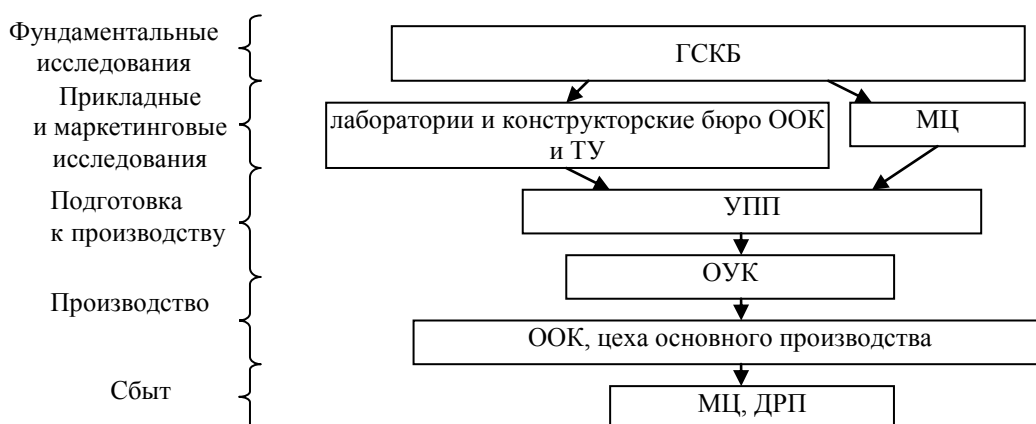 Фундаментальные
исследования
ГСКБ
Прикладные
и маркетинговые
исследования
лаборатории и конструкторские бюро ООК
и ТУ
МЦ
Подготовка
к производству
УПП
ОУК
Производство
ООК, цеха основного производства
Сбыт
МЦ, ДРП